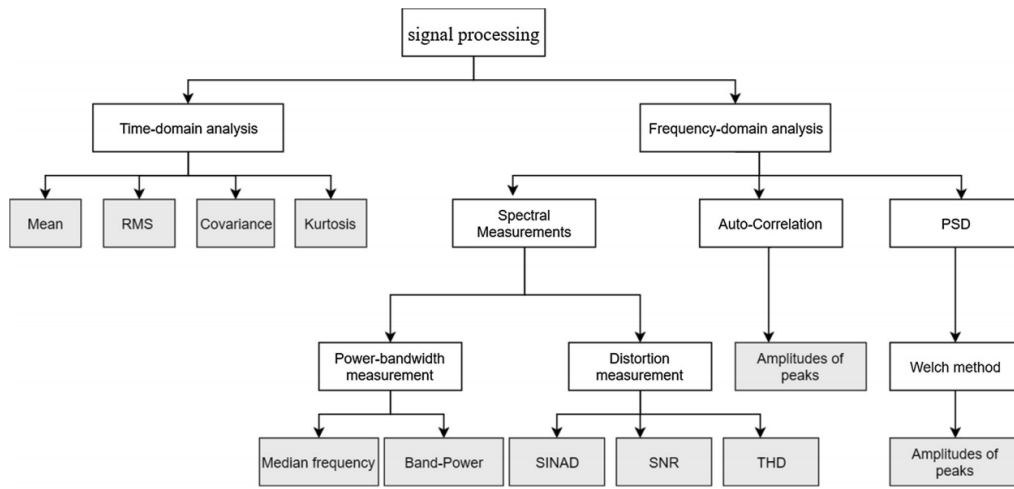 signal processing
Time-domain analysis
Frequency-domain analysis
Mean
RMS
Covariance
Kurtosis
Spectral
Measurements
Auto-Correlation
PSD
Power-bandwidth
measurement
Distortion
measurement
Amplitudes of
peaks
Welch method
Median frequency
Band-Power
SINAD
SNR
THD
Amplitudes of
peaks